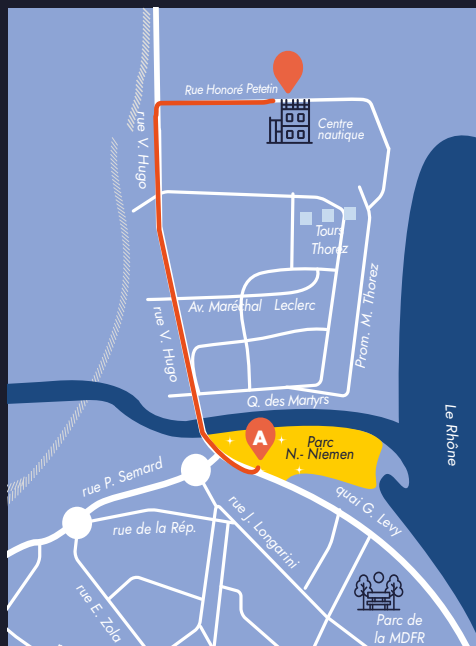 Rue Honoré Petetin
Centre
nautique
rue V. Hugo
Tours
Thorez
Prom. M. Thorez
Av. Maréchal Leclerc
rue V. Hugo
Q. des Martyrs
Le Rhône
A
Parc
N.- Niemen
rue P. Semard
quai G. Levy
rue J. Longarini
rue de la Rép.
rue E. Zola
Parc de
la MDFR